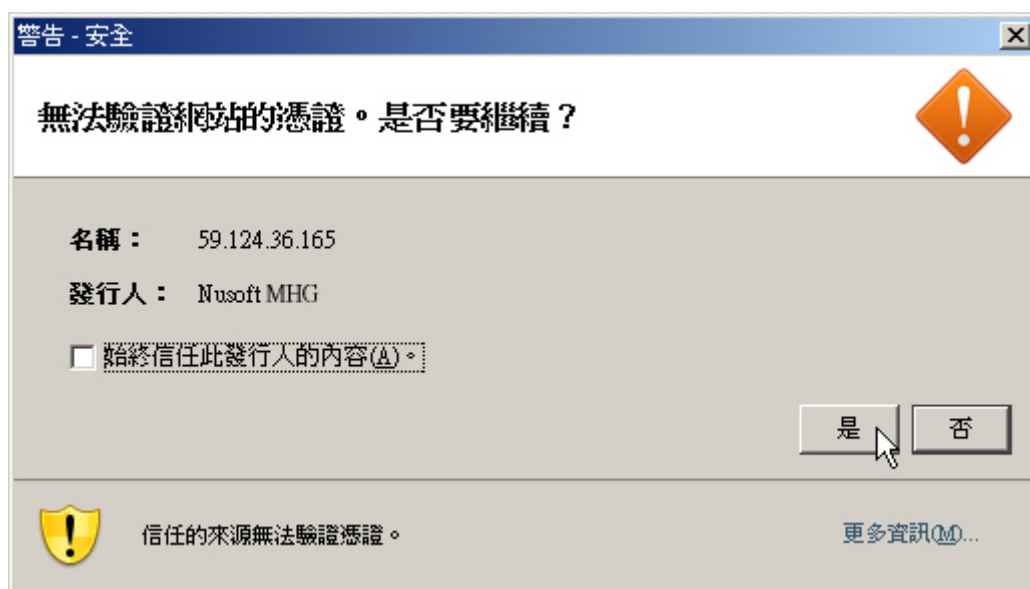 警告 - 安全
無法驗證網站的憑證。是否要繼續？
名稱： 59.124.36.165
發行人： Nusoft MHG
始終信任此發行人的內容(A)。
是 否
信任的來源無法驗證憑證。 更多資訊(M)...